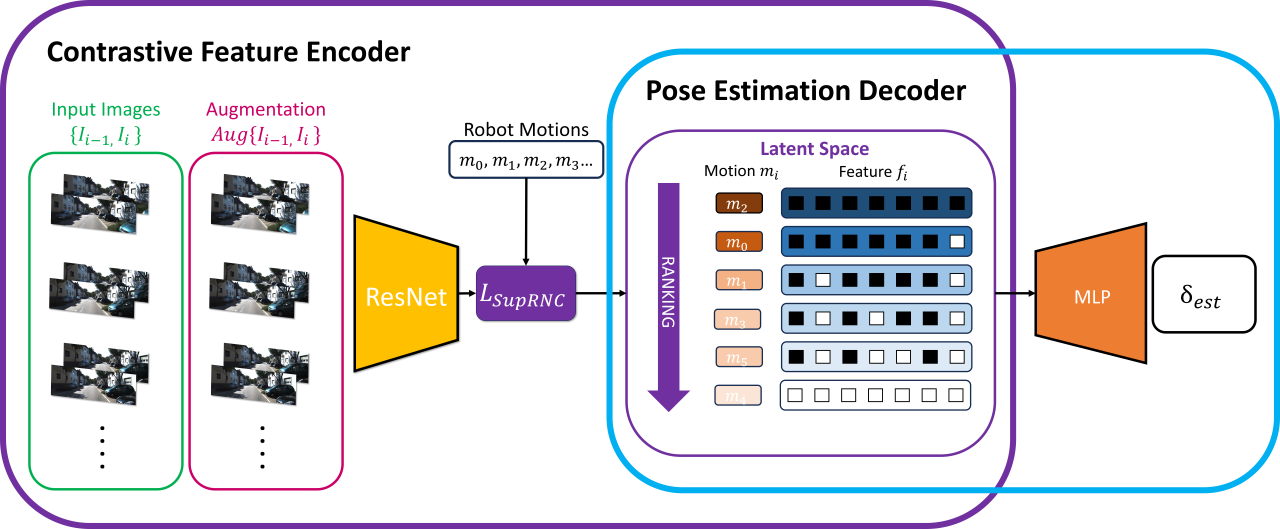 Contrastive Feature Encoder
Input Images
{I_{i−1,} I_i }
Augmentation
Aug{I_{i−1,} I_i }
Robot Motions
m_0, m_1, m_2, m_3…
ResNet
L_{SupRNC}
Pose Estimation Decoder
Latent Space
Motion m_i
Feature f_i
RANKING
m_2
m_0
m_1
m_3
m_5
m_4
MLP
δ_{est}